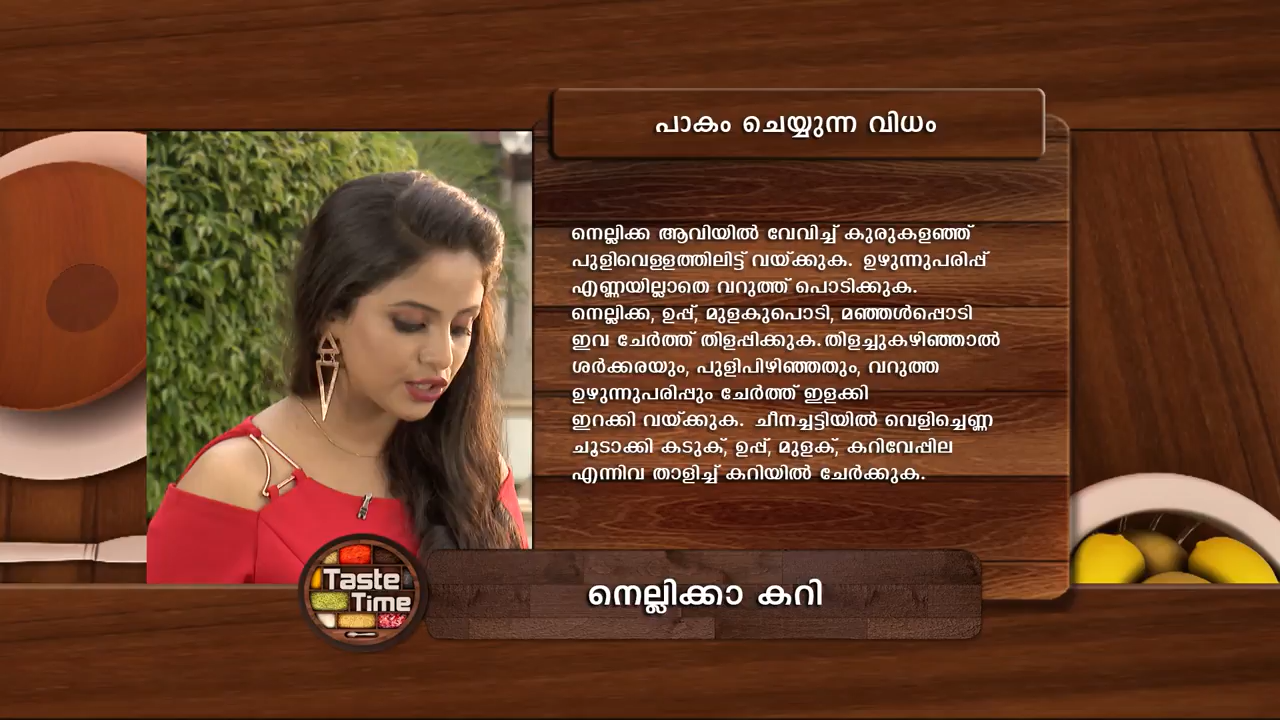 പാകം ചെയ്യുന്ന വിധം
നെല്ലിക്ക ആവിയിൽ വേവിച്ച് കുരുകളഞ്ഞ്
പുളിവെള്ളത്തിലിട്ട് വയ്ക്കുക. ഉഴുന്നുപരിപ്പ്
എണ്ണയില്ലാതെ വറുത്ത് പൊടിക്കുക.
നെല്ലിക്ക, ഉപ്പ്, മുളകുപൊടി, മഞ്ഞൾപ്പൊടി
ഇവ ചേർത്ത് തിളപ്പിക്കുക.തിളച്ചുകഴിഞ്ഞാൽ
ശർക്കരയും, പുളിപിഴിഞ്ഞതും, വറുത്ത
ഉഴുന്നുപരിപ്പും ചേർത്ത് ഇളക്കി
ഇറക്കി വയ്ക്കുക. ചീനച്ചട്ടിയിൽ വെളിച്ചെണ്ണ
ചൂടാക്കി കടുക്, ഉപ്പ്, മുളക്, കറിവേപ്പില
എന്നിവ താളിച്ച് കറിയിൽ ചേർക്കുക.
Taste
Time
നെല്ലിക്കാ കറി